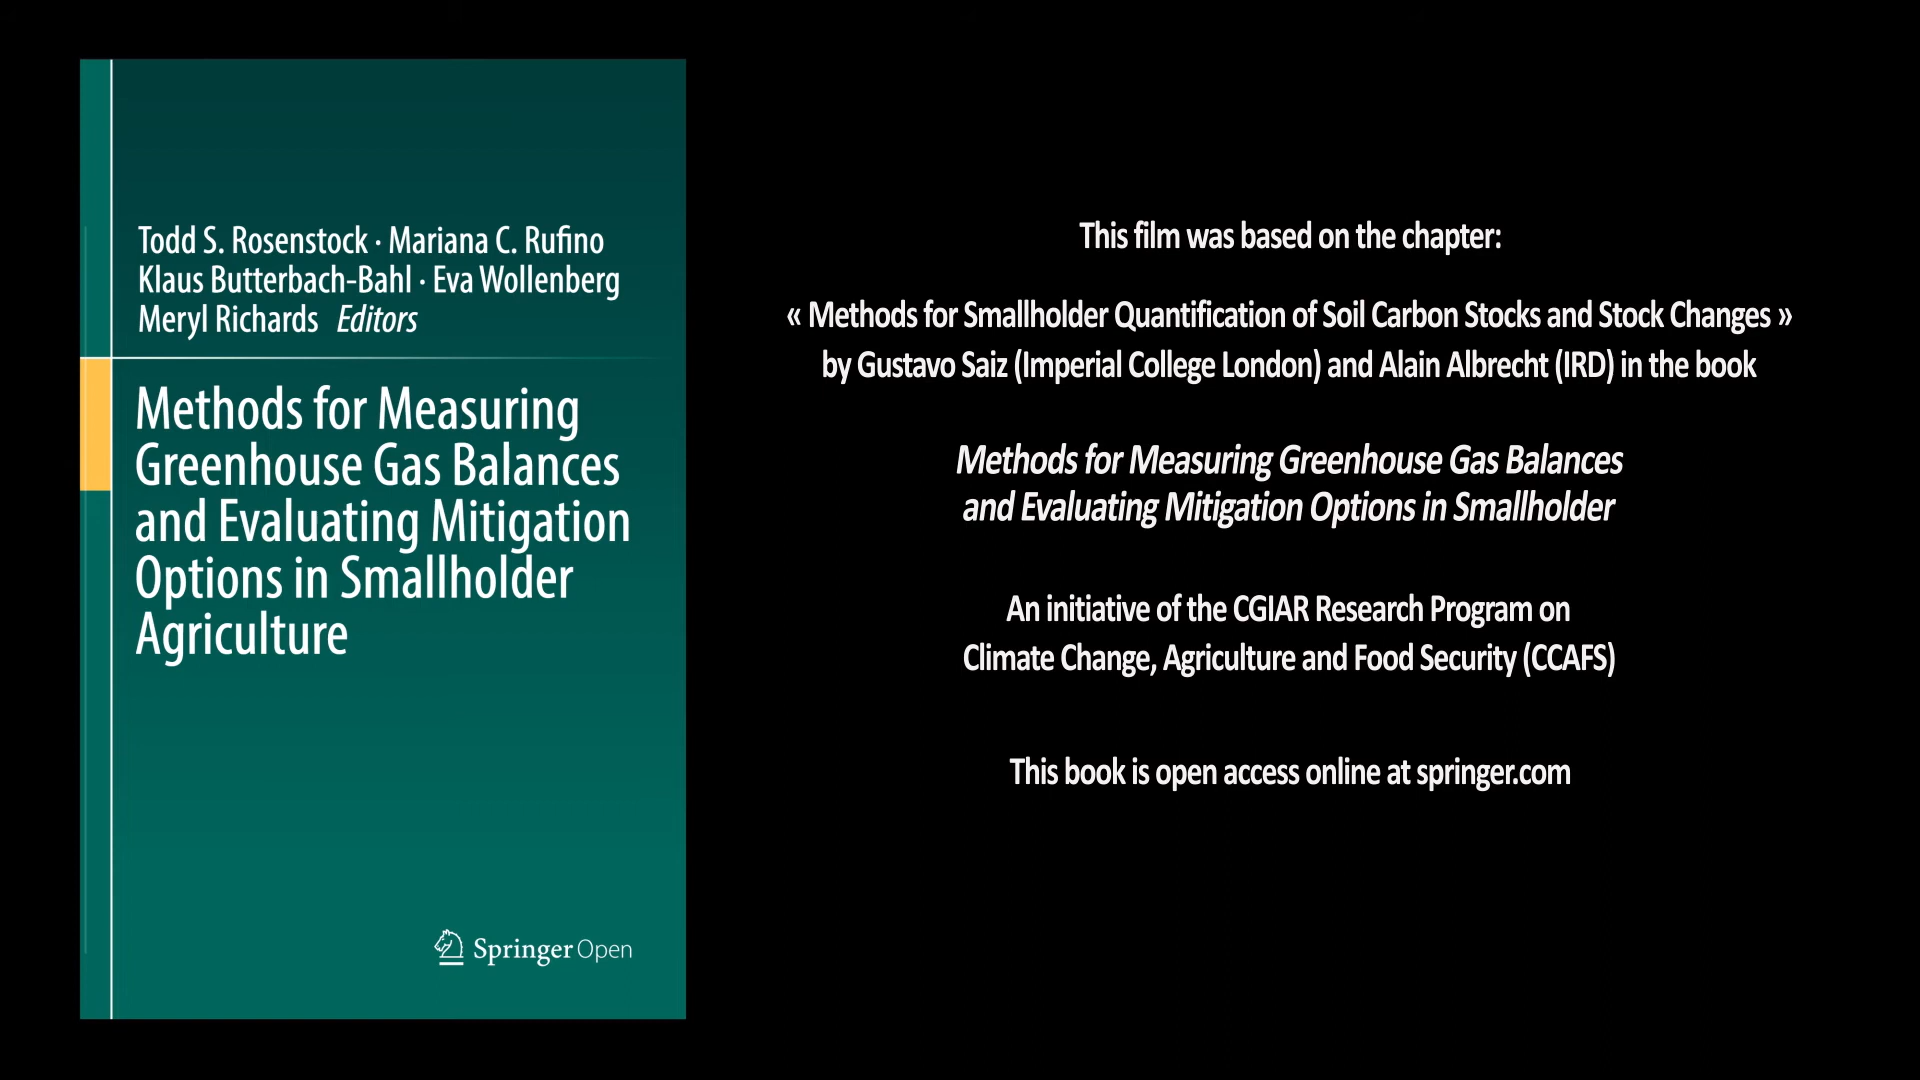 Todd S. Rosenstock · Mariana C. Rufino
Klaus Butterbach-Bahl · Eva Wollenberg
Meryl Richards Editors
Methods for Measuring
Greenhouse Gas Balances
and Evaluating Mitigation
Options in Smallholder
Agriculture
Springer Open
This film was based on the chapter:
« Methods for Smallholder Quantification of Soil Carbon Stocks and Stock Changes »
by Gustavo Saiz (Imperial College London) and Alain Albrecht (IRD) in the book
Methods for Measuring Greenhouse Gas Balances
and Evaluating Mitigation Options in Smallholder
An initiative of the CGIAR Research Program on
Climate Change, Agriculture and Food Security (CCAFS)
This book is open access online at springer.com